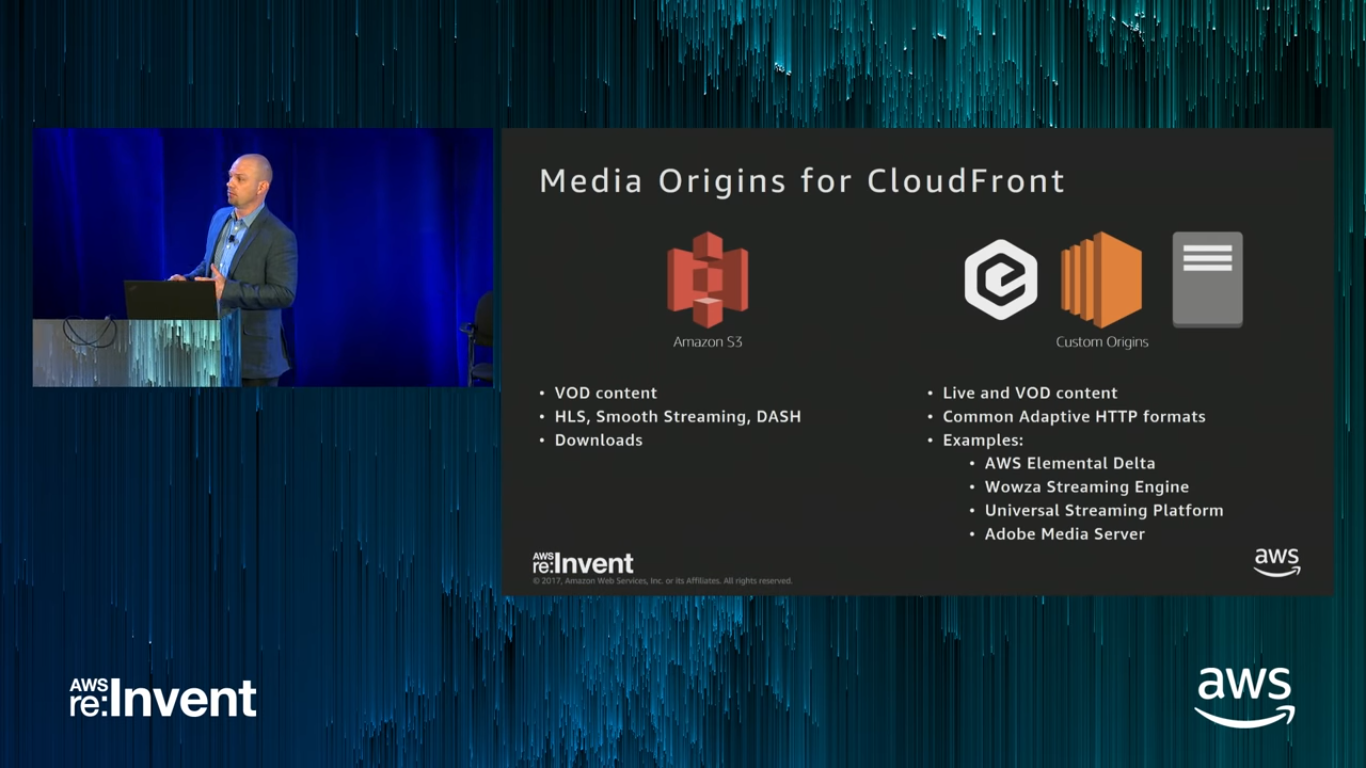 Media Origins for CloudFront
Amazon S3
Custom Origins
• VOD content
• HLS, Smooth Streaming, DASH
• Downloads
• Live and VOD content
• Common Adaptive HTTP formats
• Examples:
• AWS Elemental Delta
• Wowza Streaming Engine
• Universal Streaming Platform
• Adobe Media Server
AWS
re:Invent
© 2017, Amazon Web Services, Inc. or its Affiliates. All rights reserved.
aws
AWS
re:Invent
aws